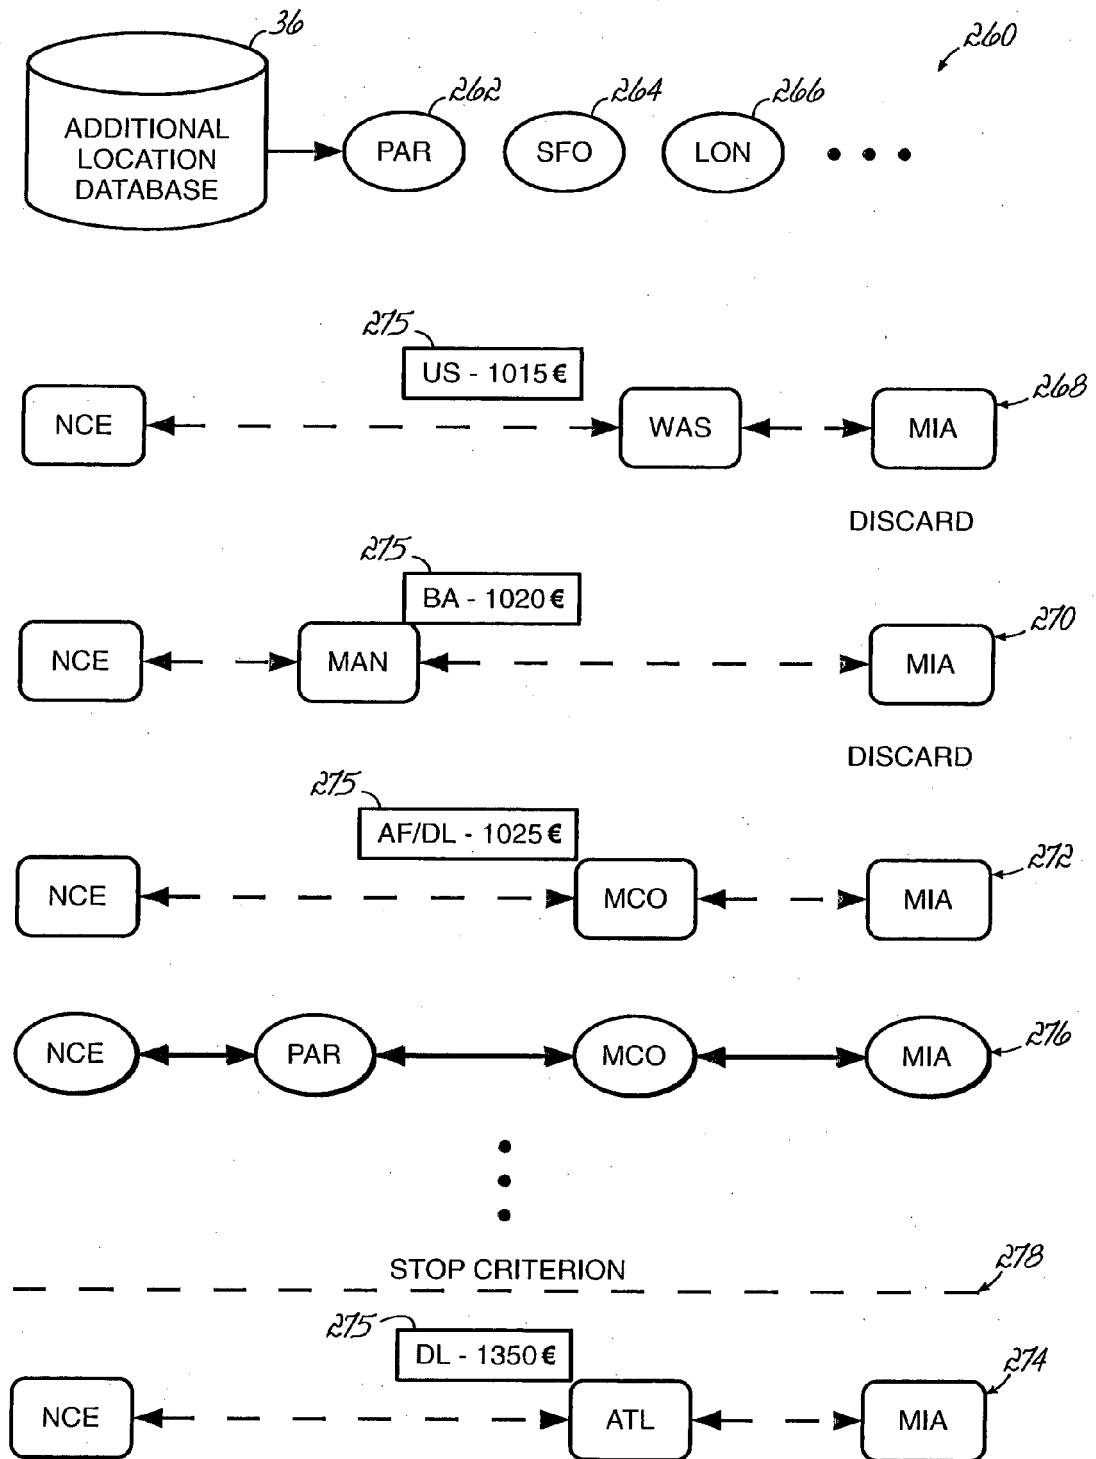 36
260
262
264
266
ADDITIONAL
LOCATION
DATABASE
PAR
SFO
LON
275
US - 1015 €
268
NCE
WAS
MIA
DISCARD
275
BA - 1020 €
270
NCE
MAN
MIA
DISCARD
275
AF/DL - 1025 €
272
NCE
MCO
MIA
NCE
PAR
MCO
MIA
276
STOP CRITERION
278
275
DL - 1350 €
274
NCE
ATL
MIA